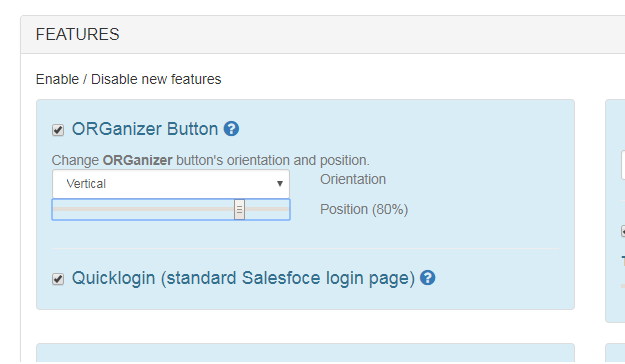 FEATURES
Enable / Disable new features
ORGanizer Button ?
Change ORGanizer button's orientation and position.
Vertical
Orientation
Position (80%)
Quicklogin (standard Salesfoce login page) ?